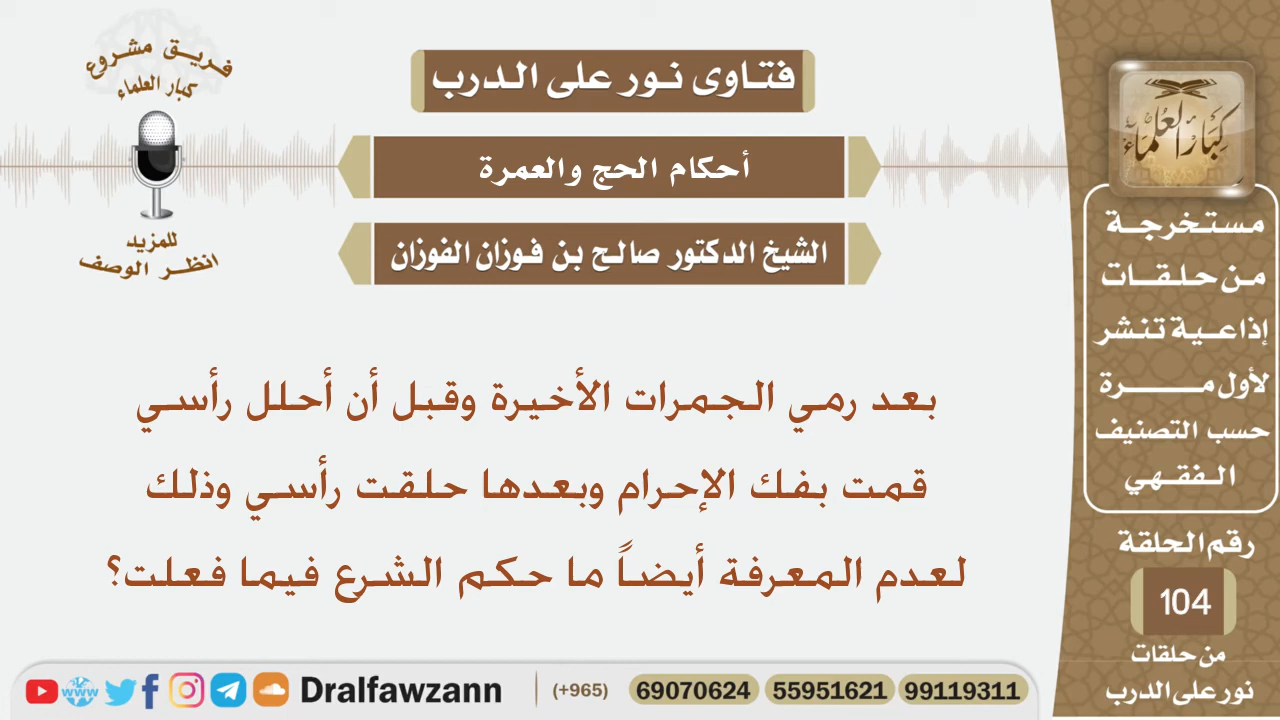 فريق مشروع
كبار العلماء
للمزيد
انظر الوصف
فتاوى نور على الدرب
أحكام الحج والعمرة
الشيخ الدكتور صالح بن فوزان الفوزان
بعد رمي الجمرات الأخيرة وقبل أن أحلل رأسي
قمت بفك الإحرام وبعدها حلقت رأسي وذلك
لعدم المعرفة أيضاً ما حكم الشرع فيما فعلت؟
كبار العلماء
مستخرجة
من حلقات
إذاعية تنشر
لأول مرة
حسب التصنيف
الفقهي
رقم الحلقة
104
من حلقات
نور على الدرب
www Dralfawzann (+965) 69070624 55951621 99119311